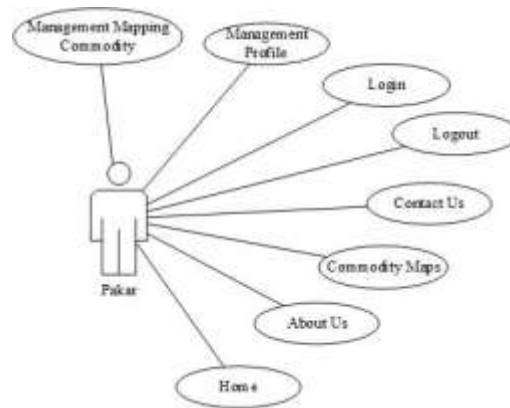 Management Mapping
Commodity
Management
Profile
Login
Logout
Contact Us
Commodity Maps
Pakar
About Us
Home